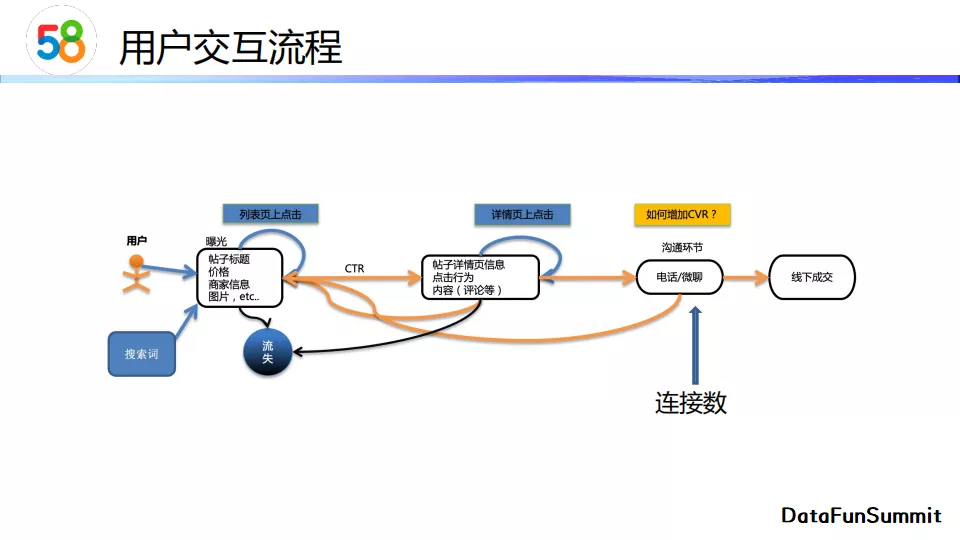 58
用户交互流程
列表页上点击
详情页上点击
如何增加CVR？
用户
曝光
沟通环节
帖子标题
价格
商家信息
图片，etc..
CTR
帖子详情页信息
点击行为
内容（评论等）
电话/微聊
线下成交
搜索词
流
失
连接数
DataFunSummit